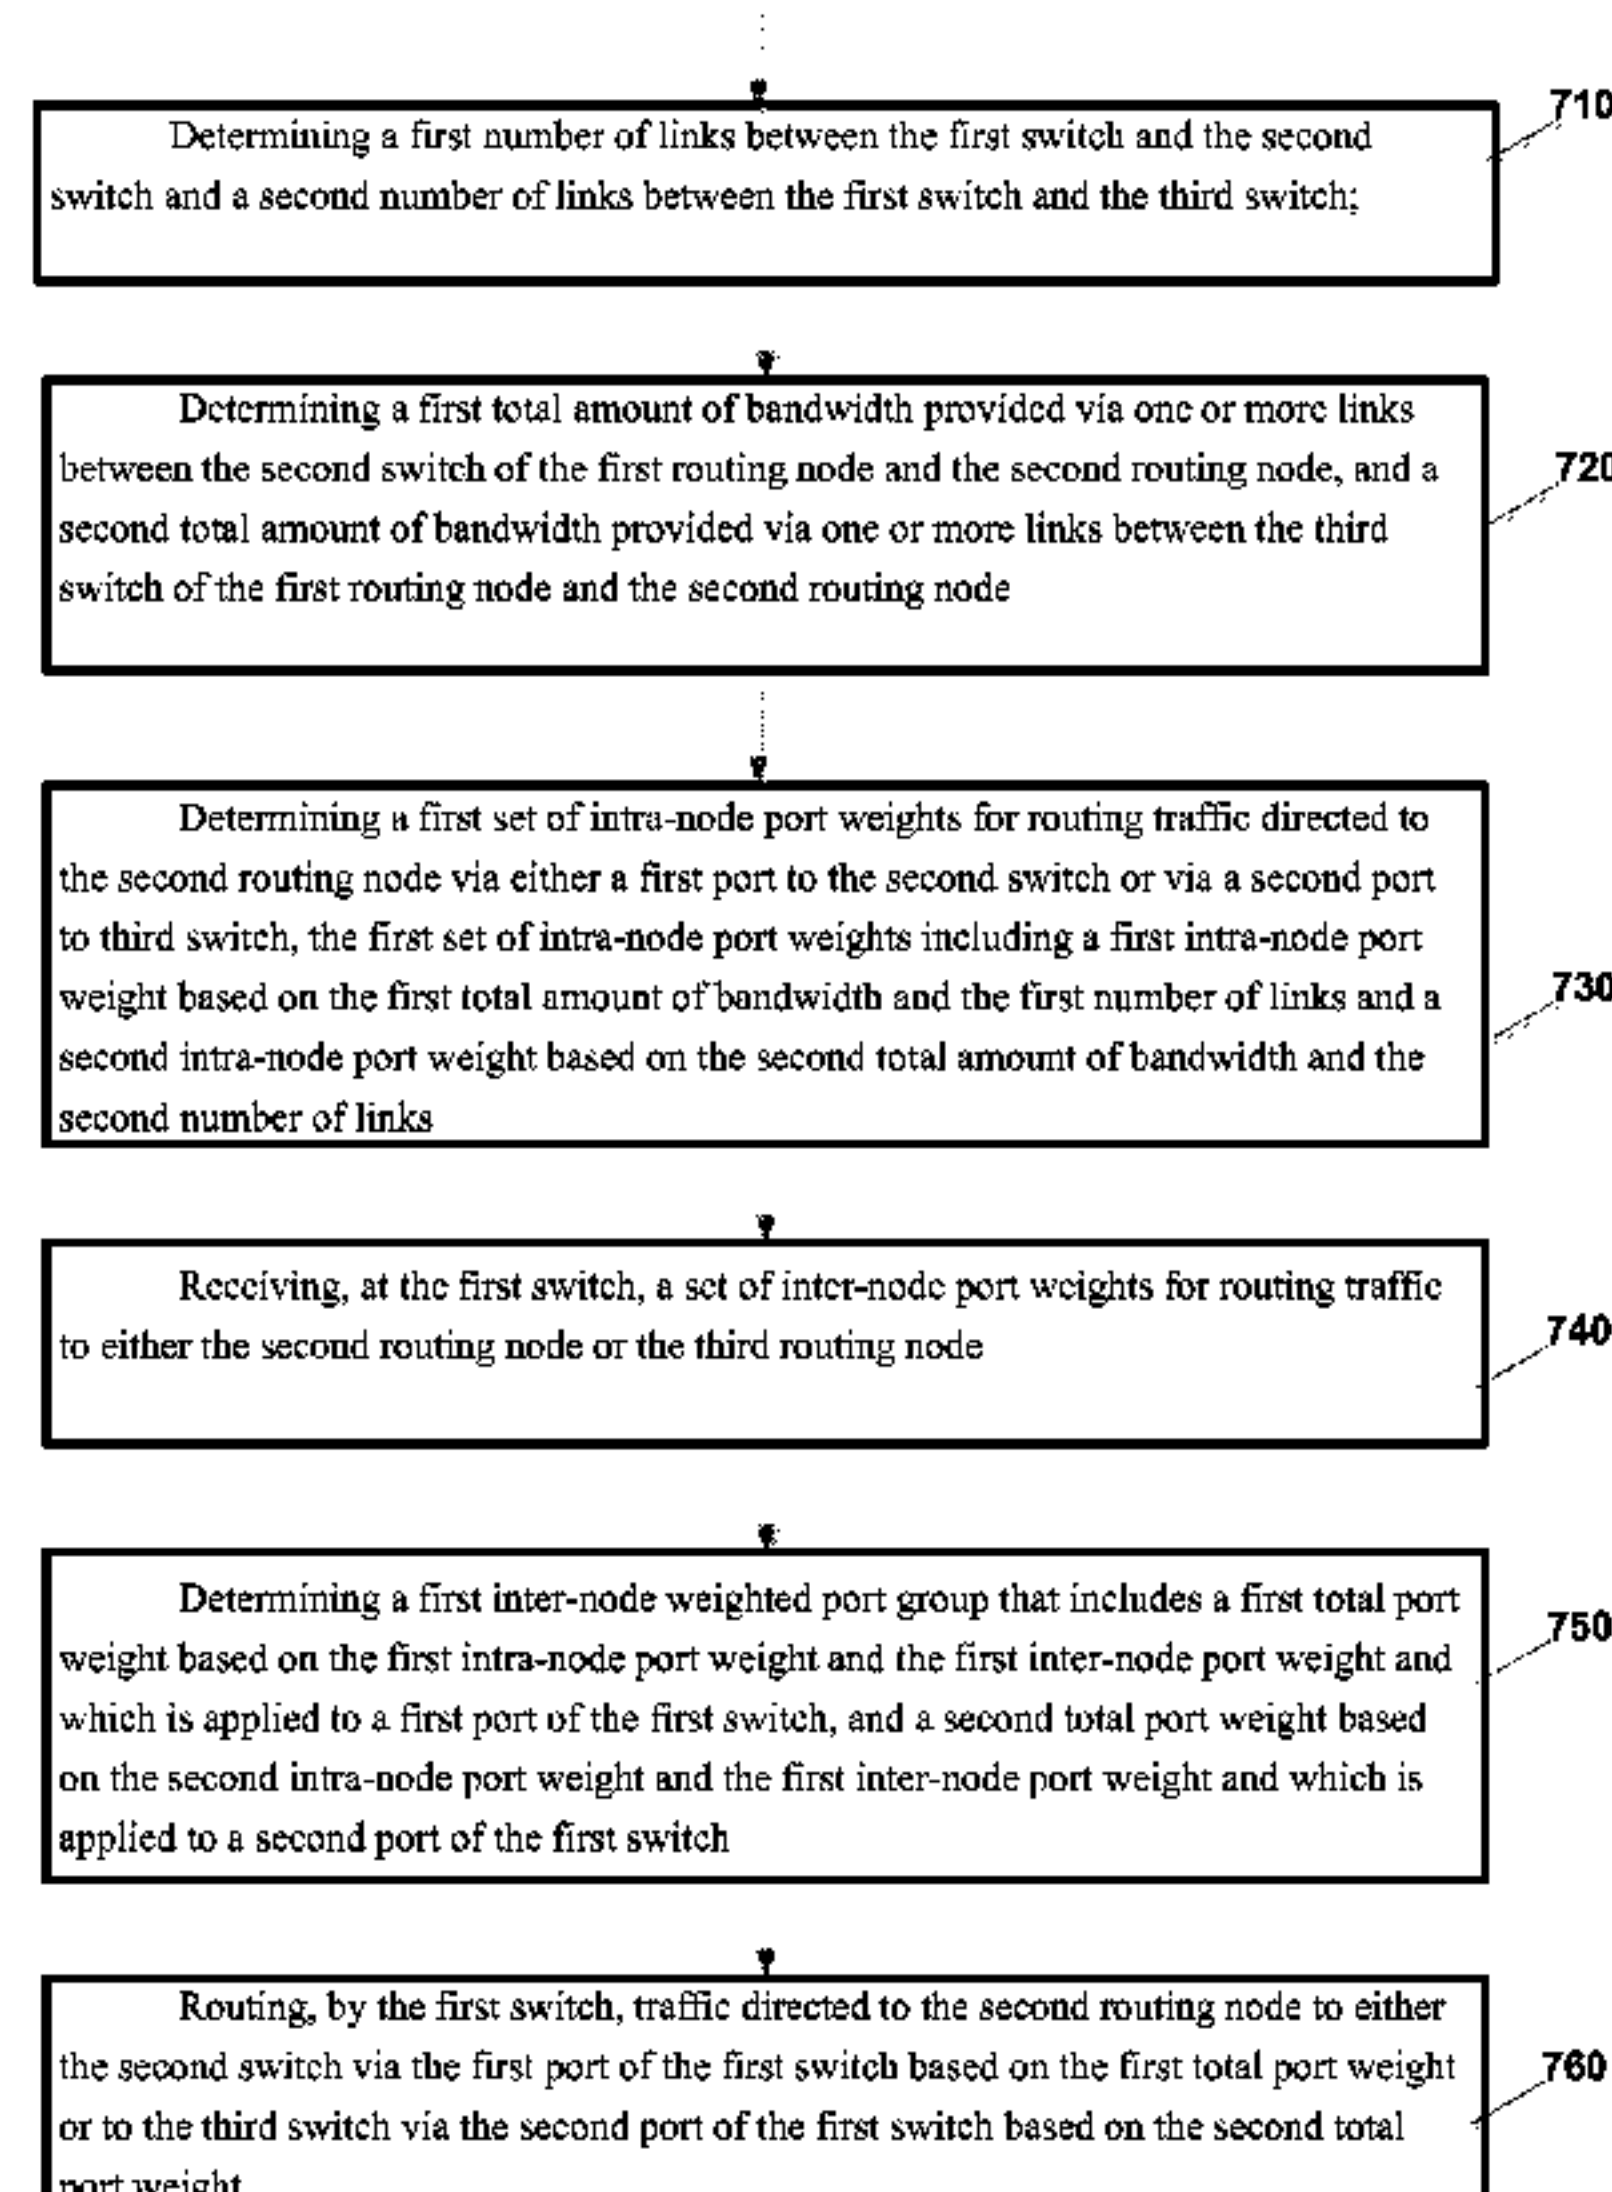 710
Determining a first number of links between the first switch and the second
switch and a second number of links between the first switch and the third switch;
Determining a first total amount of bandwidth provided via one or more links
between the second switch of the first routing node and the second routing node, and a
second total amount of bandwidth provided via one or more links between the third
switch of the first routing node and the second routing node
720
Determining a first set of intra-node port weights for routing traffic directed to
the second routing node via either a first port to the second switch or via a second port
to third switch, the first set of intra-node port weights including a first intra-node port
weight based on the first total amount of bandwidth and the first number of links and a
second intra-node port weight based on the second total amount of bandwidth and the
second number of links
730
Receiving, at the first switch, a set of inter-node port weights for routing traffic
to either the second routing node or the third routing node
740
Determining a first inter-node weighted port group that includes a first total port
weight based on the first intra-node port weight and the first inter-node port weight and
which is applied to a first port of the first switch, and a second total port weight based
on the second intra-node port weight and the first inter-node port weight and which is
applied to a second port of the first switch
750
Routing, by the first switch, traffic directed to the second routing node to either
the second switch via the first port of the first switch based on the first total port weight
or to the third switch via the second port of the first switch based on the second total
port weight
760